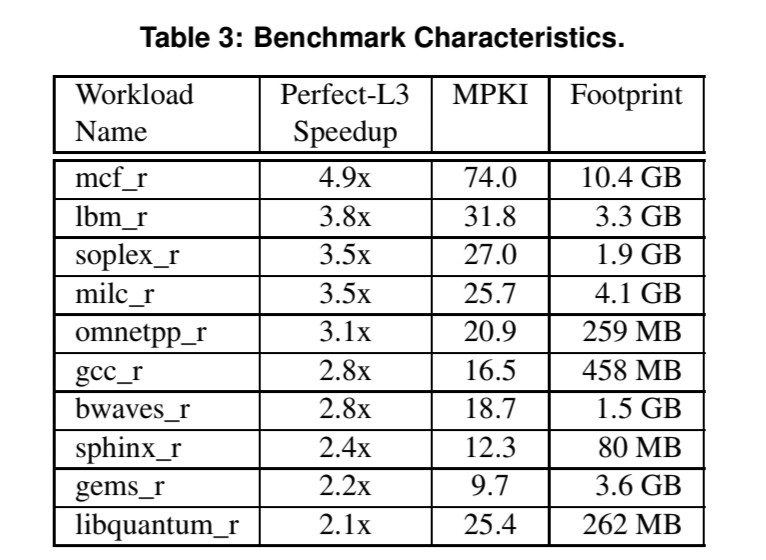 Table 3: Benchmark Characteristics.
Workload Name Perfect-L3 Speedup MPKI Footprint
mcf_r 4.9x 74.0 10.4 GB
lbm_r 3.8x 31.8 3.3 GB
soplex_r 3.5x 27.0 1.9 GB
milc_r 3.5x 25.7 4.1 GB
omnetpp_r 3.1x 20.9 259 MB
gcc_r 2.8x 16.5 458 MB
bwaves_r 2.8x 18.7 1.5 GB
sphinx_r 2.4x 12.3 80 MB
gems_r 2.2x 9.7 3.6 GB
libquantum_r 2.1x 25.4 262 MB